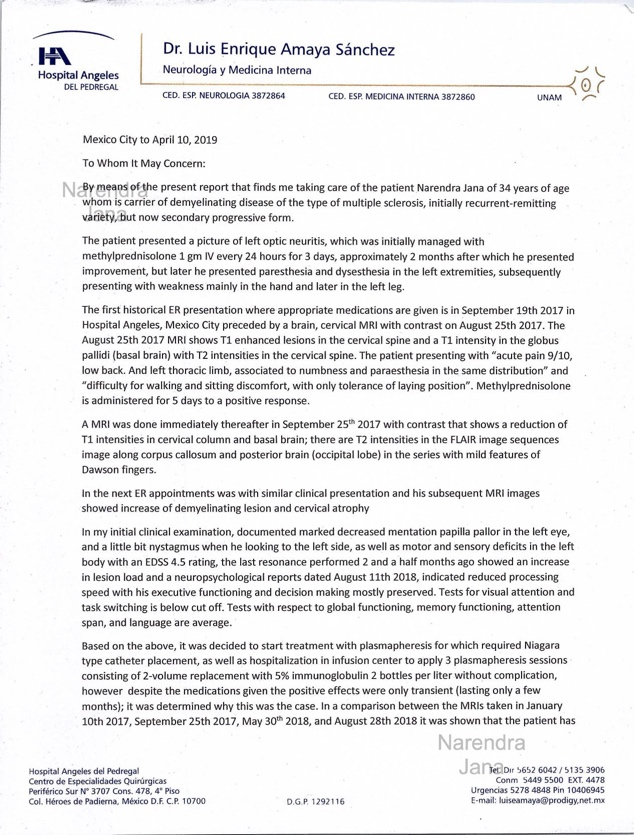 HA
Hospital Angeles
DEL PEDREGAL
Dr. Luis Enrique Amaya Sánchez
Neurología y Medicina Interna
CED. ESP. NEUROLOGIA 3872864 CED. ESP. MEDICINA INTERNA 3872860 UNAM
Mexico City to April 10, 2019
To Whom It May Concern:
Narendra
Jana
By means of the present report that finds me taking care of the patient Narendra Jana of 34 years of age
whom is carrier of demyelinating disease of the type of multiple sclerosis, initially recurrent-remitting
variety, but now secondary progressive form.
The patient presented a picture of left optic neuritis, which was initially managed with
methylprednisolone 1 gm IV every 24 hours for 3 days, approximately 2 months after which he presented
improvement, but later he presented paresthesia and dysesthesia in the left extremities, subsequently
presenting with weakness mainly in the hand and later in the left leg.
The first historical ER presentation where appropriate medications are given is in September 19th 2017 in
Hospital Angeles, Mexico City preceded by a brain, cervical MRI with contrast on August 25th 2017. The
August 25th 2017 MRI shows T1 enhanced lesions in the cervical spine and a T1 intensity in the globus
pallidi (basal brain) with T2 intensities in the cervical spine. The patient presenting with “acute pain 9/10,
low back. And left thoracic limb, associated to numbness and paraesthesia in the same distribution” and
“difficulty for walking and sitting discomfort, with only tolerance of laying position”. Methylprednisolone
is administered for 5 days to a positive response.
A MRI was done immediately thereafter in September 25th 2017 with contrast that shows a reduction of
T1 intensities in cervical column and basal brain; there are T2 intensities in the FLAIR image sequences
image along corpus callosum and posterior brain (occipital lobe) in the series with mild features of
Dawson fingers.
In the next ER appointments was with similar clinical presentation and his subsequent MRI images
showed increase of demyelinating lesion and cervical atrophy
In my initial clinical examination, documented marked decreased mentation papilla pallor in the left eye,
and a little bit nystagmus when he looking to the left side, as well as motor and sensory deficits in the left
body with an EDSS 4.5 rating, the last resonance performed 2 and a half months ago showed an increase
in lesion load and a neuropsychological reports dated August 11th 2018, indicated reduced processing
speed with his executive functioning and decision making mostly preserved. Tests for visual attention and
task switching is below cut off. Tests with respect to global functioning, memory functioning, attention
span, and language are average.
Based on the above, it was decided to start treatment with plasmapheresis for which required Niagara
type catheter placement, as well as hospitalization in infusion center to apply 3 plasmapheresis sessions
consisting of 2-volume replacement with 5% immunoglobulin 2 bottles per liter without complication,
however despite the medications given the positive effects were only transient (lasting only a few
months); it was determined why this was the case. In a comparison between the MRIs taken in January
10th 2017, September 25th 2017, May 30th 2018, and August 28th 2018 it was shown that the patient has
Narendra
Jana
Hospital Angeles del Pedregal
Centro de Especialidades Quirúrgicas
Periférico Sur N° 3707 Cons. 478, 4° Piso
Col. Héroes de Padierna, México D.F. C.P. 10700
D.G.P. 1292116
Tel. Dir 5652 6042 / 5135 3906
Conm 5449 5500 EXT. 4478
Urgencias 5278 4848 Pin 10406945
E-mail: luiseamaya@prodigy.net.mx